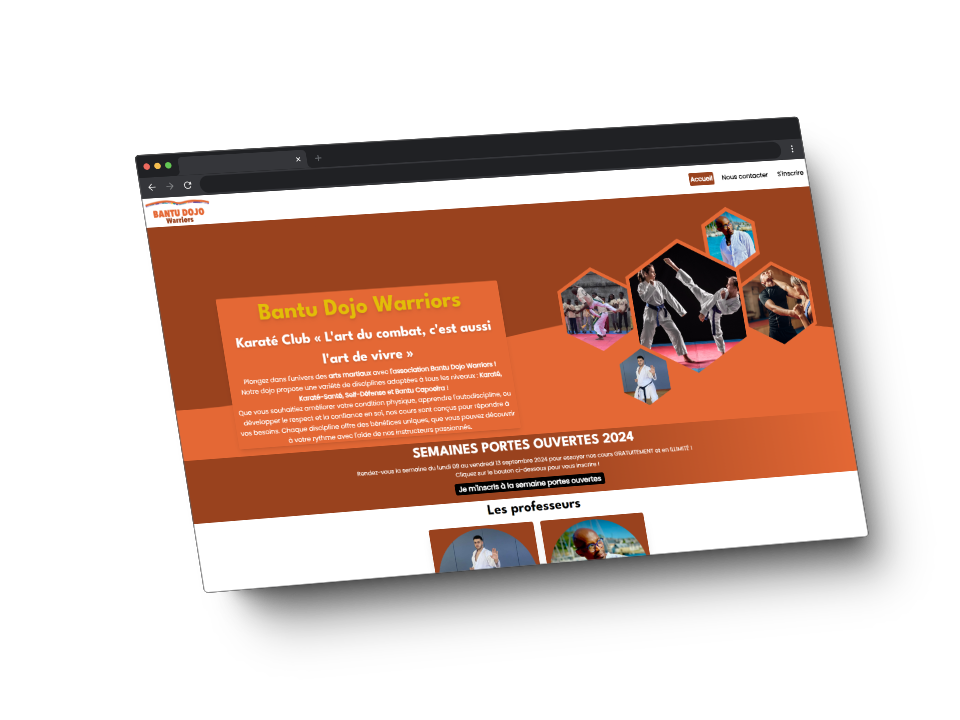 Accueil Nous contacter S'inscrire
BANTU DOJO
Warriors
Bantu Dojo Warriors
Karaté Club « L'art du combat, c'est aussi
l'art de vivre »
Plongez dans l'univers des arts martiaux avec l'association Bantu Dojo Warriors !
Notre dojo propose une variété de disciplines adaptées à tous les niveaux : Karaté,
Karaté-Santé, Self-Défense et Bantu Capoeira !
Que vous souhaitiez améliorer votre condition physique, apprendre l'autodiscipline, ou
développer le respect et la confiance en soi, nos cours sont conçus pour répondre à
vos besoins. Chaque discipline offre des bénéfices uniques, que vous pouvez découvrir
à votre rythme avec l'aide de nos instructeurs passionnés.
SEMAINES PORTES OUVERTES 2024
Rendez-vous la semaine du lundi 09 au vendredi 13 septembre 2024 pour essayer nos cours GRATUITEMENT et en ILLIMITÉ !
Cliquez sur le bouton ci-dessous pour vous inscrire !
Je m'inscris à la semaine portes ouvertes
Les professeurs